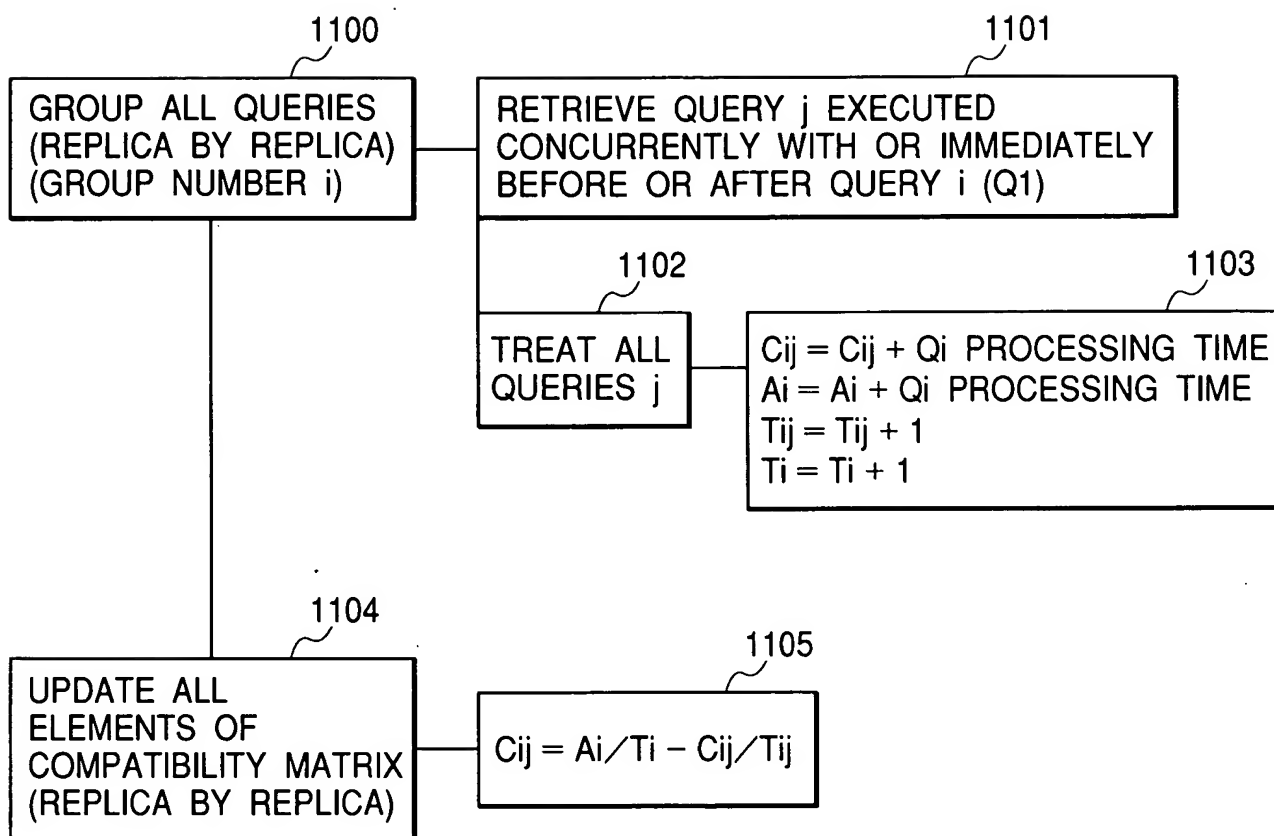 1100
GROUP ALL QUERIES
(REPLICA BY REPLICA)
(GROUP NUMBER i)
1101
RETRIEVE QUERY j EXECUTED
CONCURRENTLY WITH OR IMMEDIATELY
BEFORE OR AFTER QUERY i (Q1)
1102
TREAT ALL
QUERIES j
1103
Cij = Cij + Qi PROCESSING TIME
Ai = Ai + Qi PROCESSING TIME
Tij = Tij + 1
Ti = Ti + 1
1104
UPDATE ALL
ELEMENTS OF
COMPATIBILITY MATRIX
(REPLICA BY REPLICA)
1105
Cij = Ai/Ti – Cij/Tij